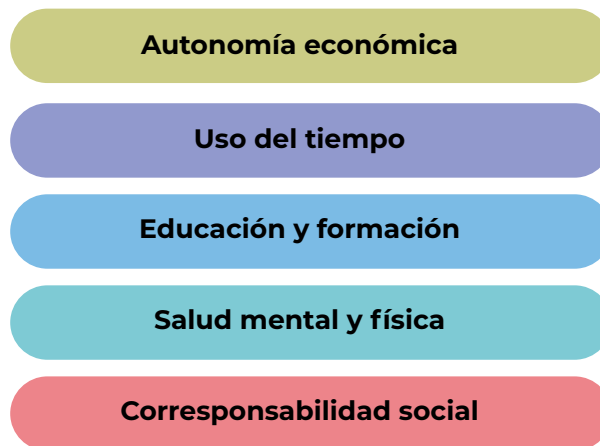 Autonomía económica
Uso del tiempo
Educación y formación
Salud mental y física
Corresponsabilidad social